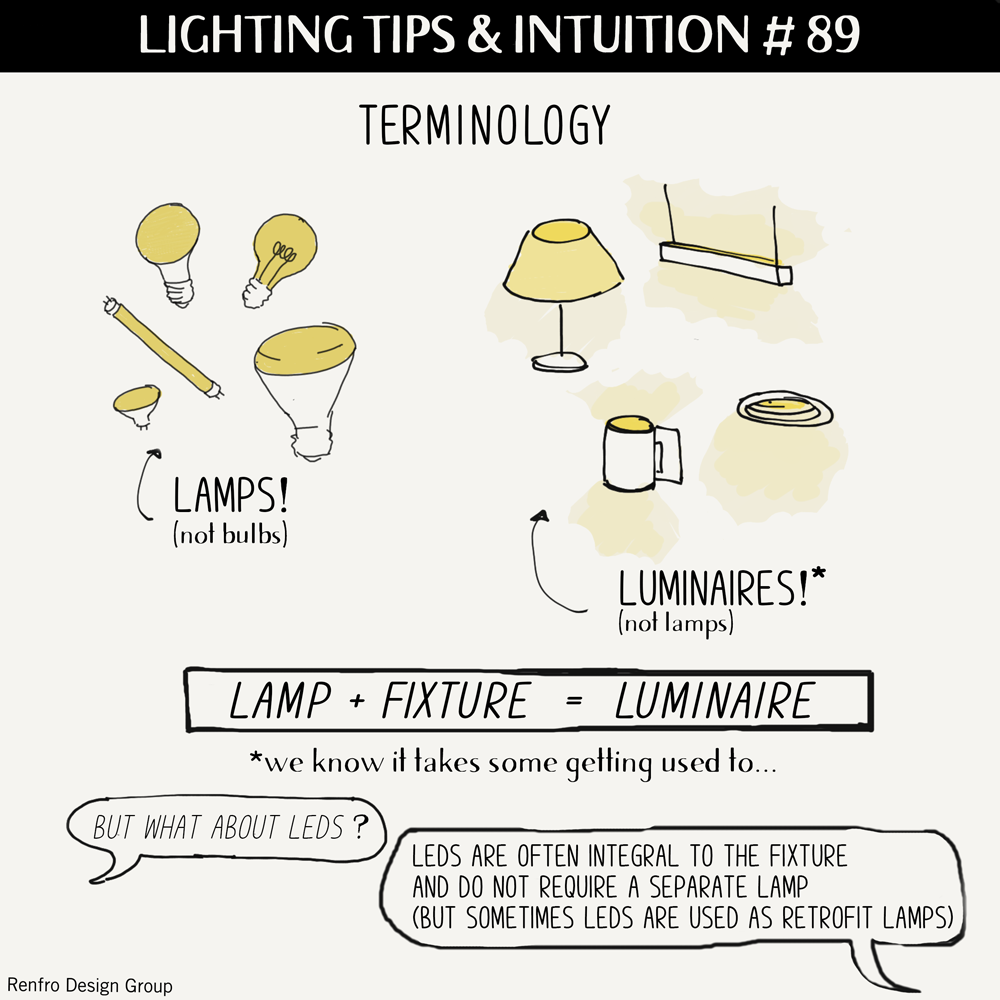 LIGHTING TIPS & INTUITION # 89
TERMINOLOGY
LAMPS!
(not bulbs)
LUMINAIRES!*
(not lamps)
LAMP + FIXTURE = LUMINAIRE
*we know it takes some getting used to...
BUT WHAT ABOUT LEDS?
LEDS ARE OFTEN INTEGRAL TO THE FIXTURE
AND DO NOT REQUIRE A SEPARATE LAMP
(BUT SOMETIMES LEDS ARE USED AS RETROFIT LAMPS)
Renfro Design Group